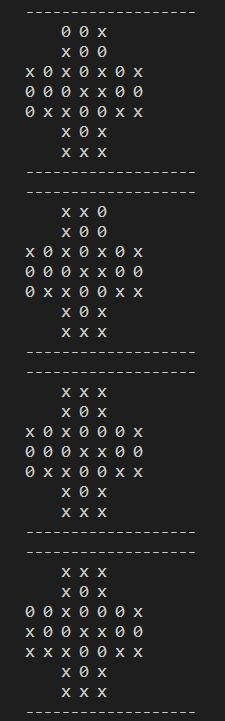 -------------------
    0 0 x
    x 0 0
x 0 x 0 x 0 x
0 0 0 x x 0 0
0 x x 0 0 x x
    x 0 x
    x x x
-------------------
-------------------
    x x 0
    x 0 0
x 0 x 0 x 0 x
0 0 0 x x 0 0
0 x x 0 0 x x
    x 0 x
    x x x
-------------------
-------------------
    x x x
    x 0 x
x 0 x 0 0 0 x
0 0 0 x x 0 0
0 x x 0 0 x x
    x 0 x
    x x x
-------------------
-------------------
    x x x
    x 0 x
0 0 x 0 0 0 x
x 0 0 x x 0 0
x x x 0 0 x x
    x 0 x
    x x x
-------------------